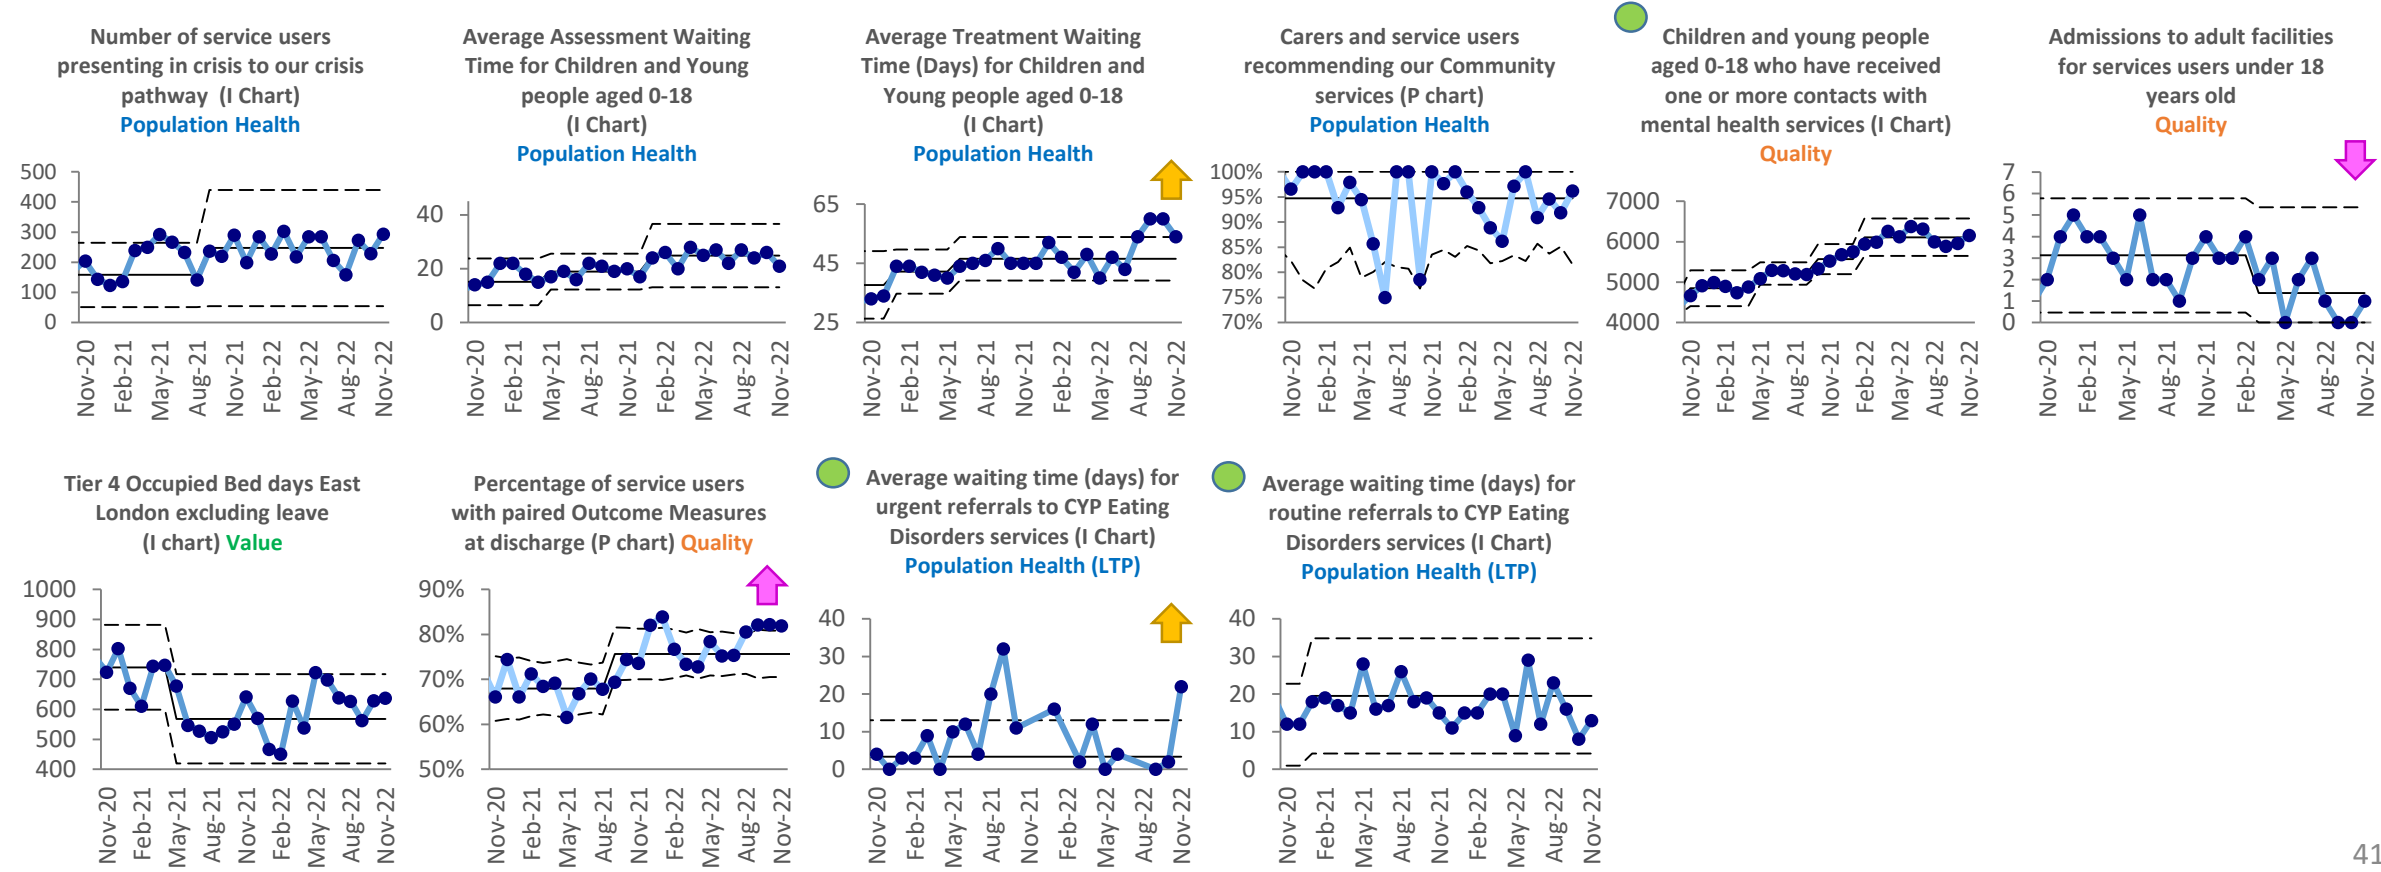 Number of service users
presenting in crisis to our crisis
pathway (I Chart)
Population Health
500
400
300
200
100
0
Nov-20
Feb-21
May-21
Aug-21
Nov-21
Feb-22
May-22
Aug-22
Nov-22
Average Assessment Waiting
Time for Children and Young
people aged 0-18
(I Chart)
Population Health
40
20
0
Nov-20
Feb-21
May-21
Aug-21
Nov-21
Feb-22
May-22
Aug-22
Nov-22
Average Treatment Waiting
Time (Days) for Children and
Young people aged 0-18
(I Chart)
Population Health
65
45
25
Nov-20
Feb-21
May-21
Aug-21
Nov-21
Feb-22
May-22
Aug-22
Nov-22
Carers and service users
recommending our Community
services (P chart)
Population Health
100%
95%
90%
85%
80%
75%
70%
Nov-20
Feb-21
May-21
Aug-21
Nov-21
Feb-22
May-22
Aug-22
Nov-22
Children and young people
aged 0-18 who have received
one or more contacts with
mental health services (I Chart)
Quality
7000
6000
5000
4000
Nov-20
Feb-21
May-21
Aug-21
Nov-21
Feb-22
May-22
Aug-22
Nov-22
Admissions to adult facilities
for services users under 18
years old
Quality
7
6
5
4
3
2
1
0
Nov-20
Feb-21
May-21
Aug-21
Nov-21
Feb-22
May-22
Aug-22
Nov-22
Tier 4 Occupied Bed days East
London excluding leave
(I chart) Value
1000
900
800
700
600
500
400
Nov-20
Feb-21
May-21
Aug-21
Nov-21
Feb-22
May-22
Aug-22
Nov-22
Percentage of service users
with paired Outcome Measures
at discharge (P chart) Quality
90%
80%
70%
60%
50%
Nov-20
Feb-21
May-21
Aug-21
Nov-21
Feb-22
May-22
Aug-22
Nov-22
Average waiting time (days) for
urgent referrals to CYP Eating
Disorders services (I Chart)
Population Health (LTP)
40
30
20
10
0
Nov-20
Feb-21
May-21
Aug-21
Nov-21
Feb-22
May-22
Aug-22
Nov-22
Average waiting time (days) for
routine referrals to CYP Eating
Disorders services (I Chart)
Population Health (LTP)
40
30
20
10
0
Nov-20
Feb-21
May-21
Aug-21
Nov-21
Feb-22
May-22
Aug-22
Nov-22
41